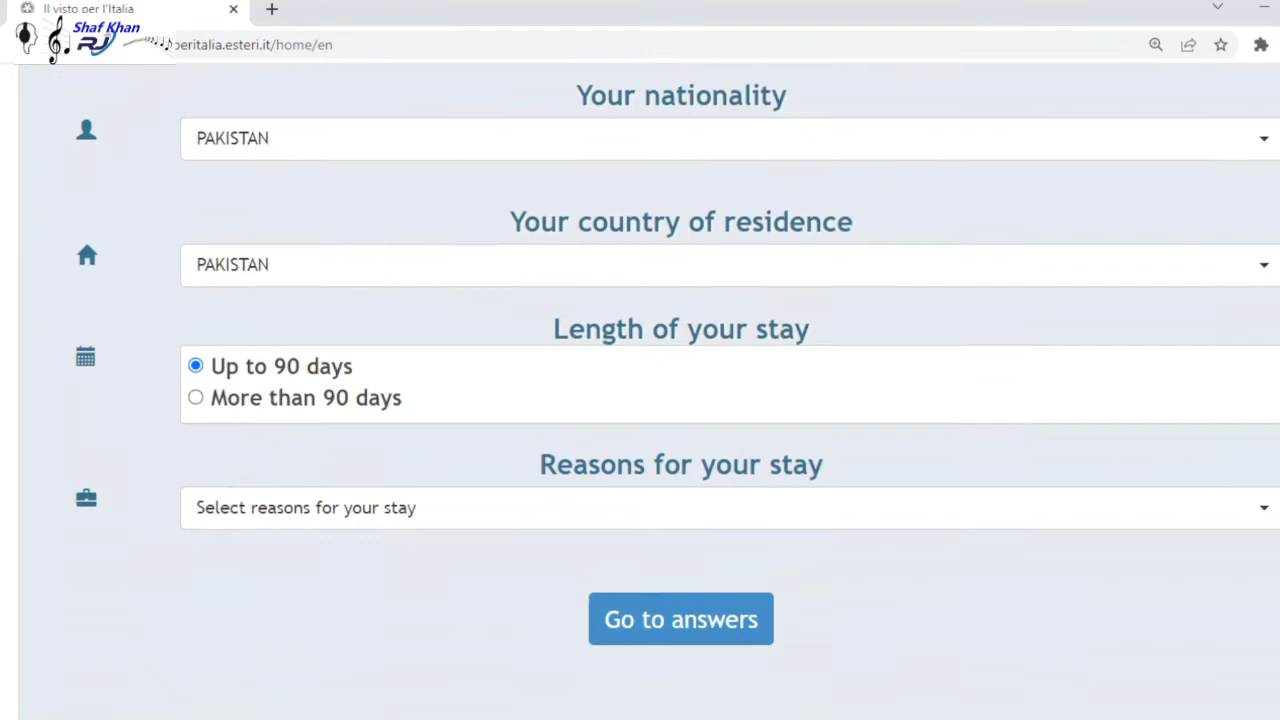 Il visto per l'Italia
Shaf Khan
RJ
peritalia.esteri.it/home/en
Your nationality
PAKISTAN
Your country of residence
PAKISTAN
Length of your stay
Up to 90 days
More than 90 days
Reasons for your stay
Select reasons for your stay
Go to answers